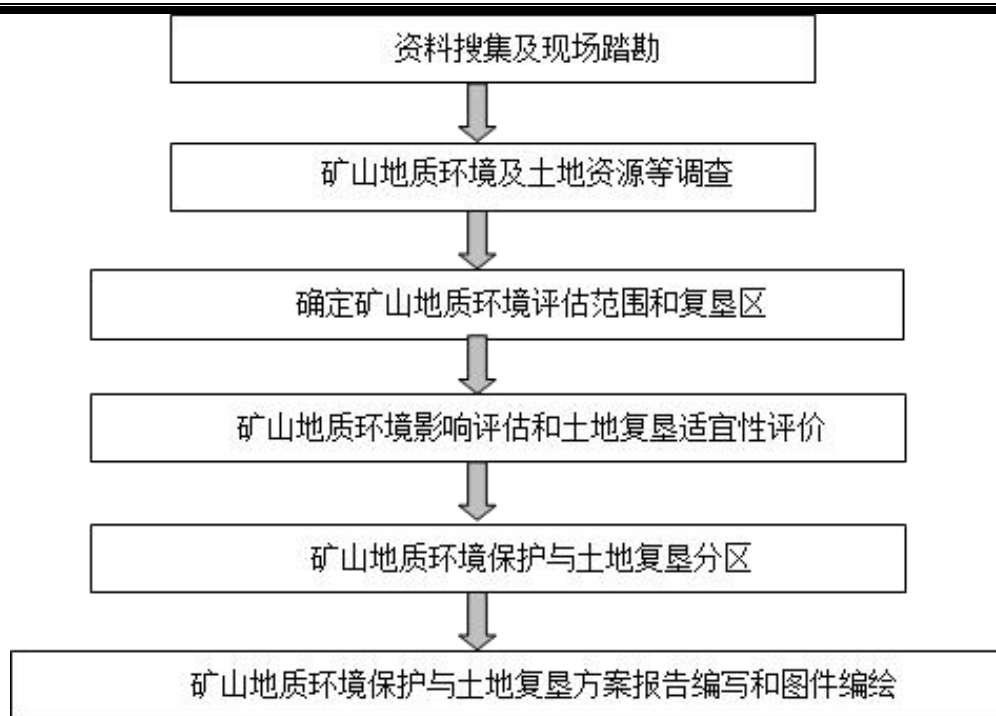 资料搜集及现场踏勘
矿山地质环境及土地资源等调查
确定矿山地质环境评估范围和复垦区
矿山地质环境影响评估和土地复垦适宜性评价
矿山地质环境保护与土地复垦分区
矿山地质环境保护与土地复垦方案报告编写和图件编绘